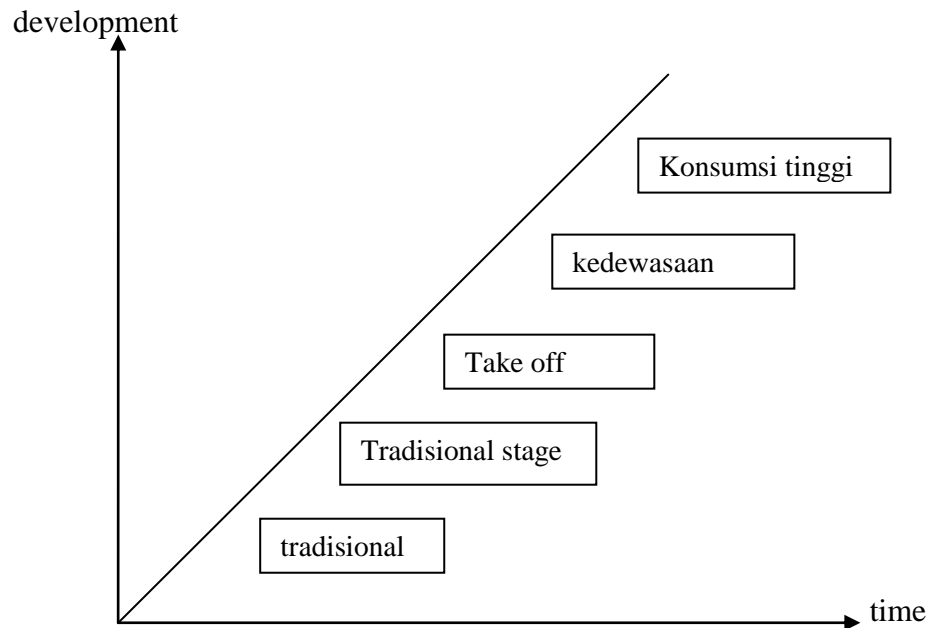 development
Konsumsi tinggi
kedewasaan
Take off
Tradisional stage
tradisional
time